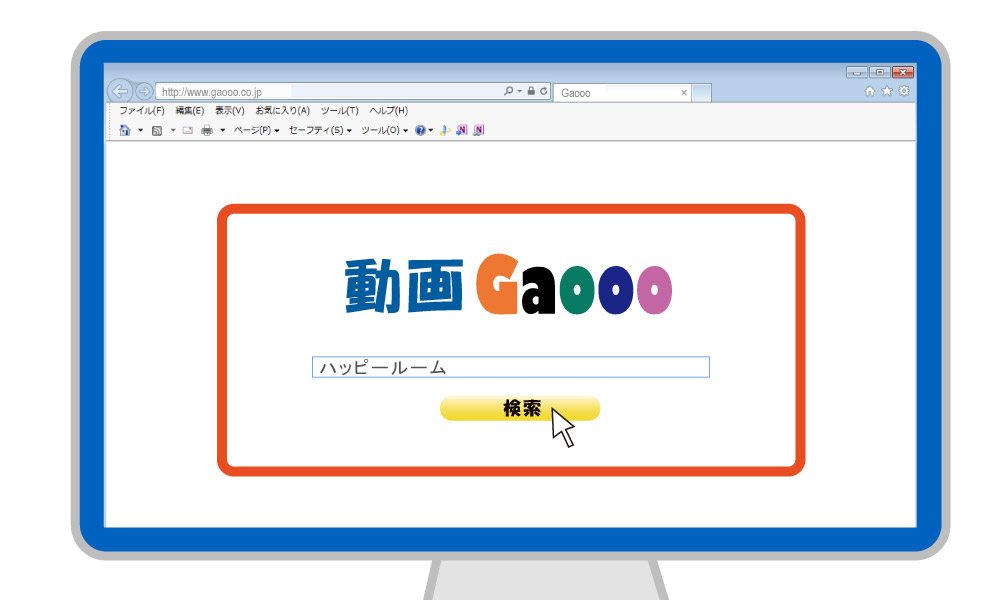 http://www.gaooo.co.jp
Gaooo
ファイル(F) 編集(E) 表示(V) お気に入り(A) ツール(T) ヘルプ(H)
ページ(P) セーフティ(S) ツール(O)
動画 Gaooo
ハッピールーム
検索